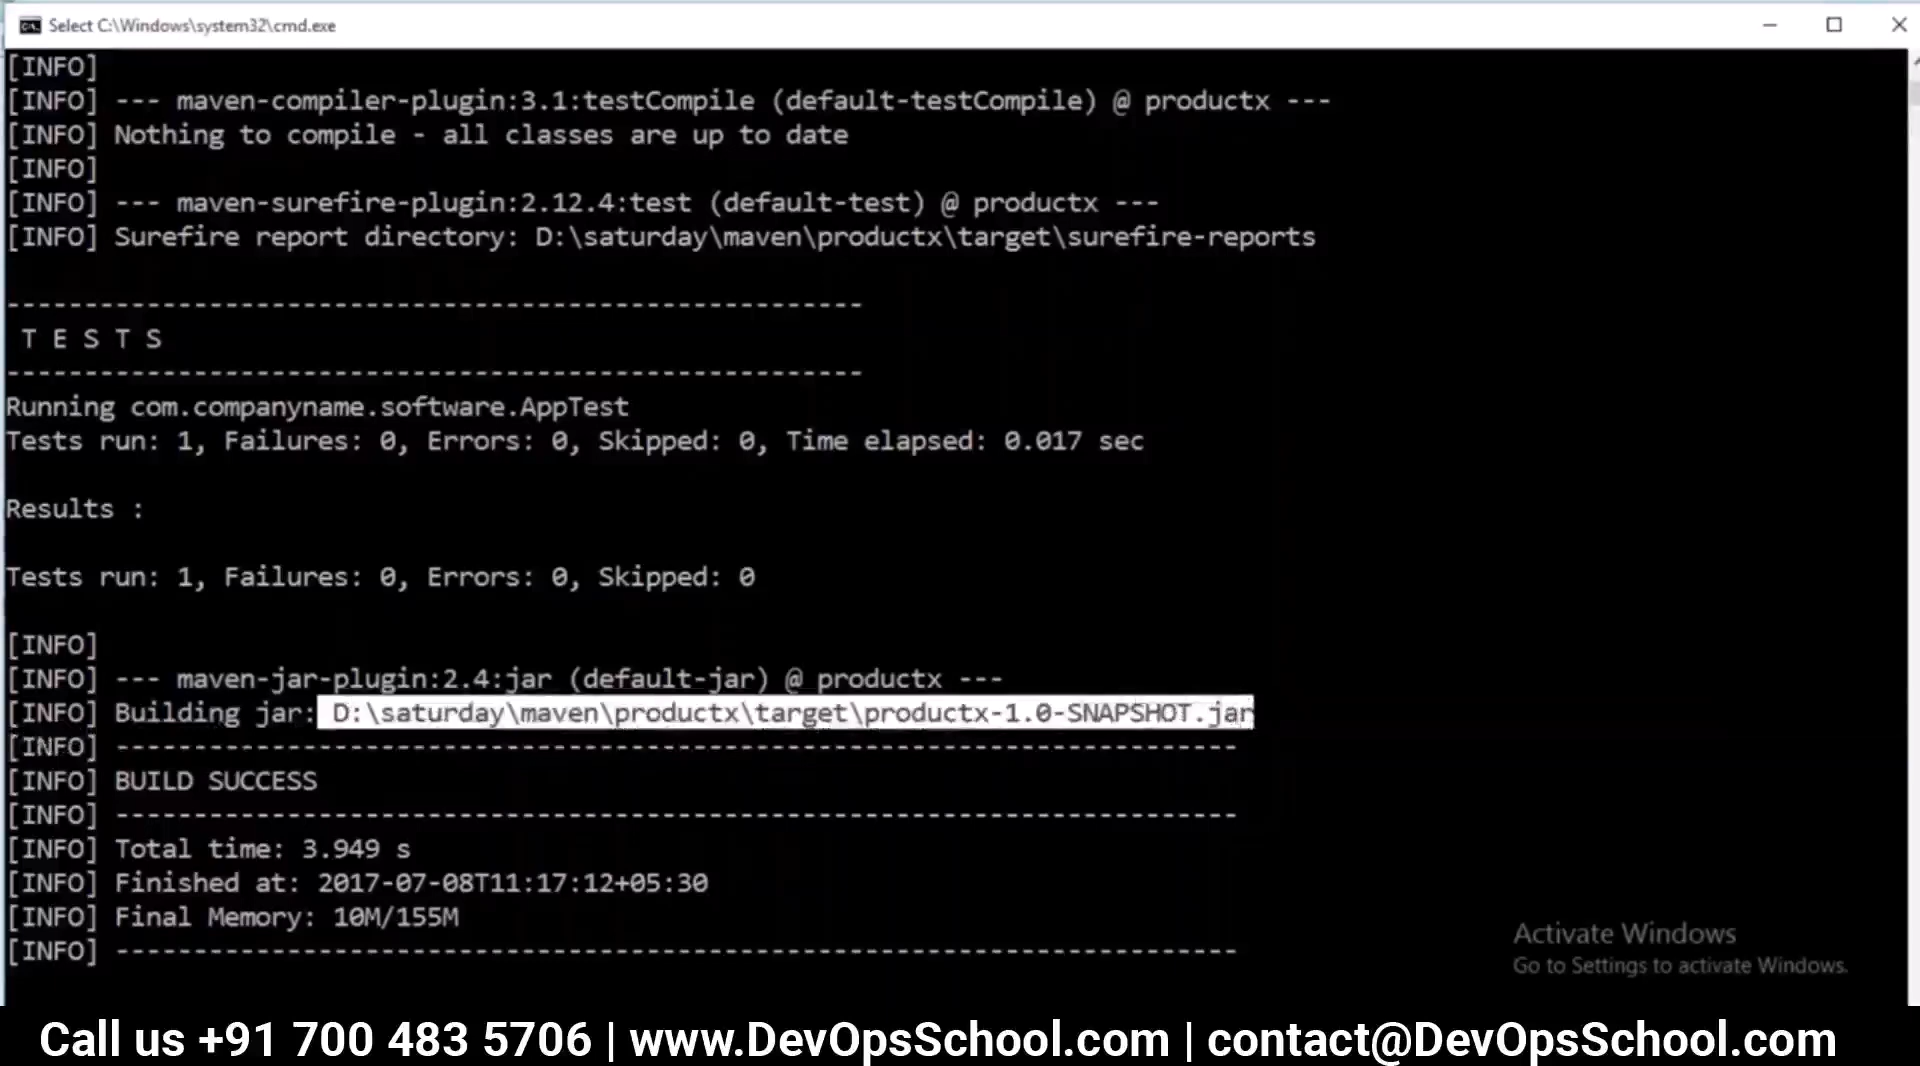 Select C:\Windows\system32\cmd.exe
[INFO]
[INFO] --- maven-compiler-plugin:3.1:testCompile (default-testCompile) @ productx ---
[INFO] Nothing to compile - all classes are up to date
[INFO]
[INFO] --- maven-surefire-plugin:2.12.4:test (default-test) @ productx ---
[INFO] Surefire report directory: D:\saturday\maven\productx\target\surefire-reports
-------------------------------------------------------
T E S T S
-------------------------------------------------------
Running com.companyname.software.AppTest
Tests run: 1, Failures: 0, Errors: 0, Skipped: 0, Time elapsed: 0.017 sec
Results :
Tests run: 1, Failures: 0, Errors: 0, Skipped: 0
[INFO]
[INFO] --- maven-jar-plugin:2.4:jar (default-jar) @ productx ---
[INFO] Building jar: D:\saturday\maven\productx\target\productx-1.0-SNAPSHOT.jar
[INFO] ------------------------------------------------------------------------
[INFO] BUILD SUCCESS
[INFO] ------------------------------------------------------------------------
[INFO] Total time: 3.949 s
[INFO] Finished at: 2017-07-08T11:17:12+05:30
[INFO] Final Memory: 10M/155M
[INFO] ------------------------------------------------------------------------
Activate Windows
Go to Settings to activate Windows.
Call us +91 700 483 5706 | www.DevOpsSchool.com | contact@DevOpsSchool.com